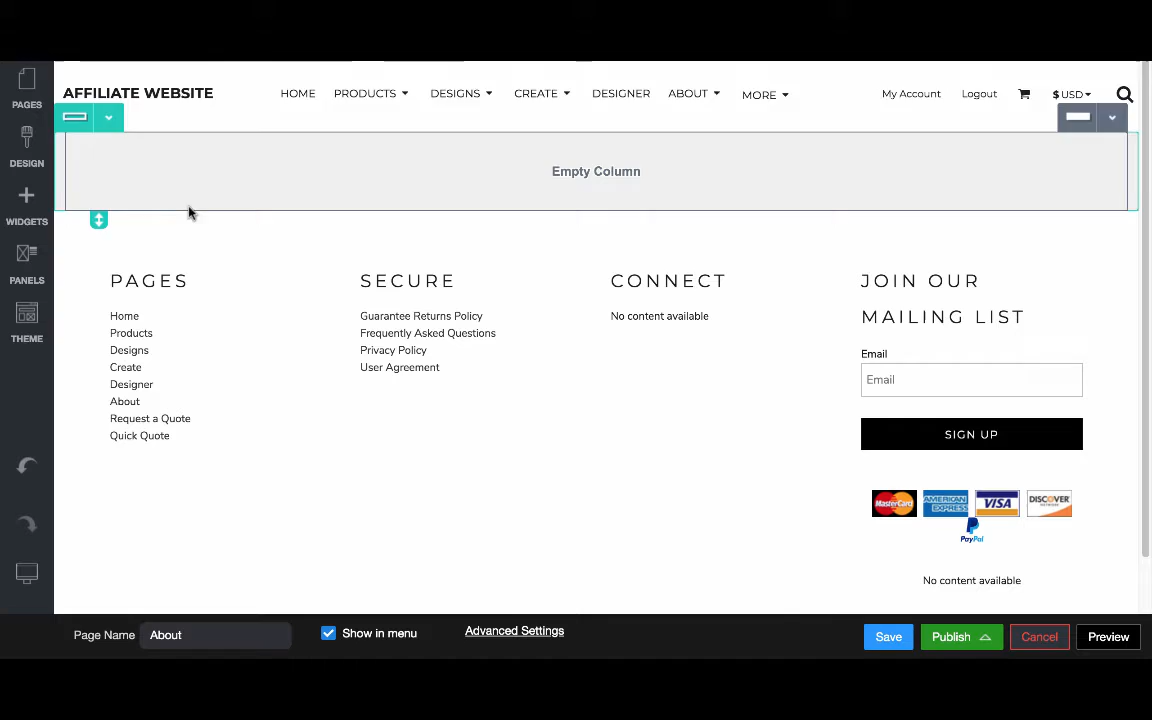 PAGES
DESIGN
WIDGETS
PANELS
THEME
AFFILIATE WEBSITE
HOME PRODUCTS DESIGNS CREATE DESIGNER ABOUT MORE
My Account Logout $ USD
Empty Column
PAGES
Home
Products
Designs
Create
Designer
About
Request a Quote
Quick Quote
SECURE
Guarantee Returns Policy
Frequently Asked Questions
Privacy Policy
User Agreement
CONNECT
No content available
JOIN OUR
MAILING LIST
Email
Email
SIGN UP
MasterCard AMERICAN EXPRESS VISA DISCOVER
PayPal
No content available
Page Name About Show in menu Advanced Settings Save Publish Cancel Preview